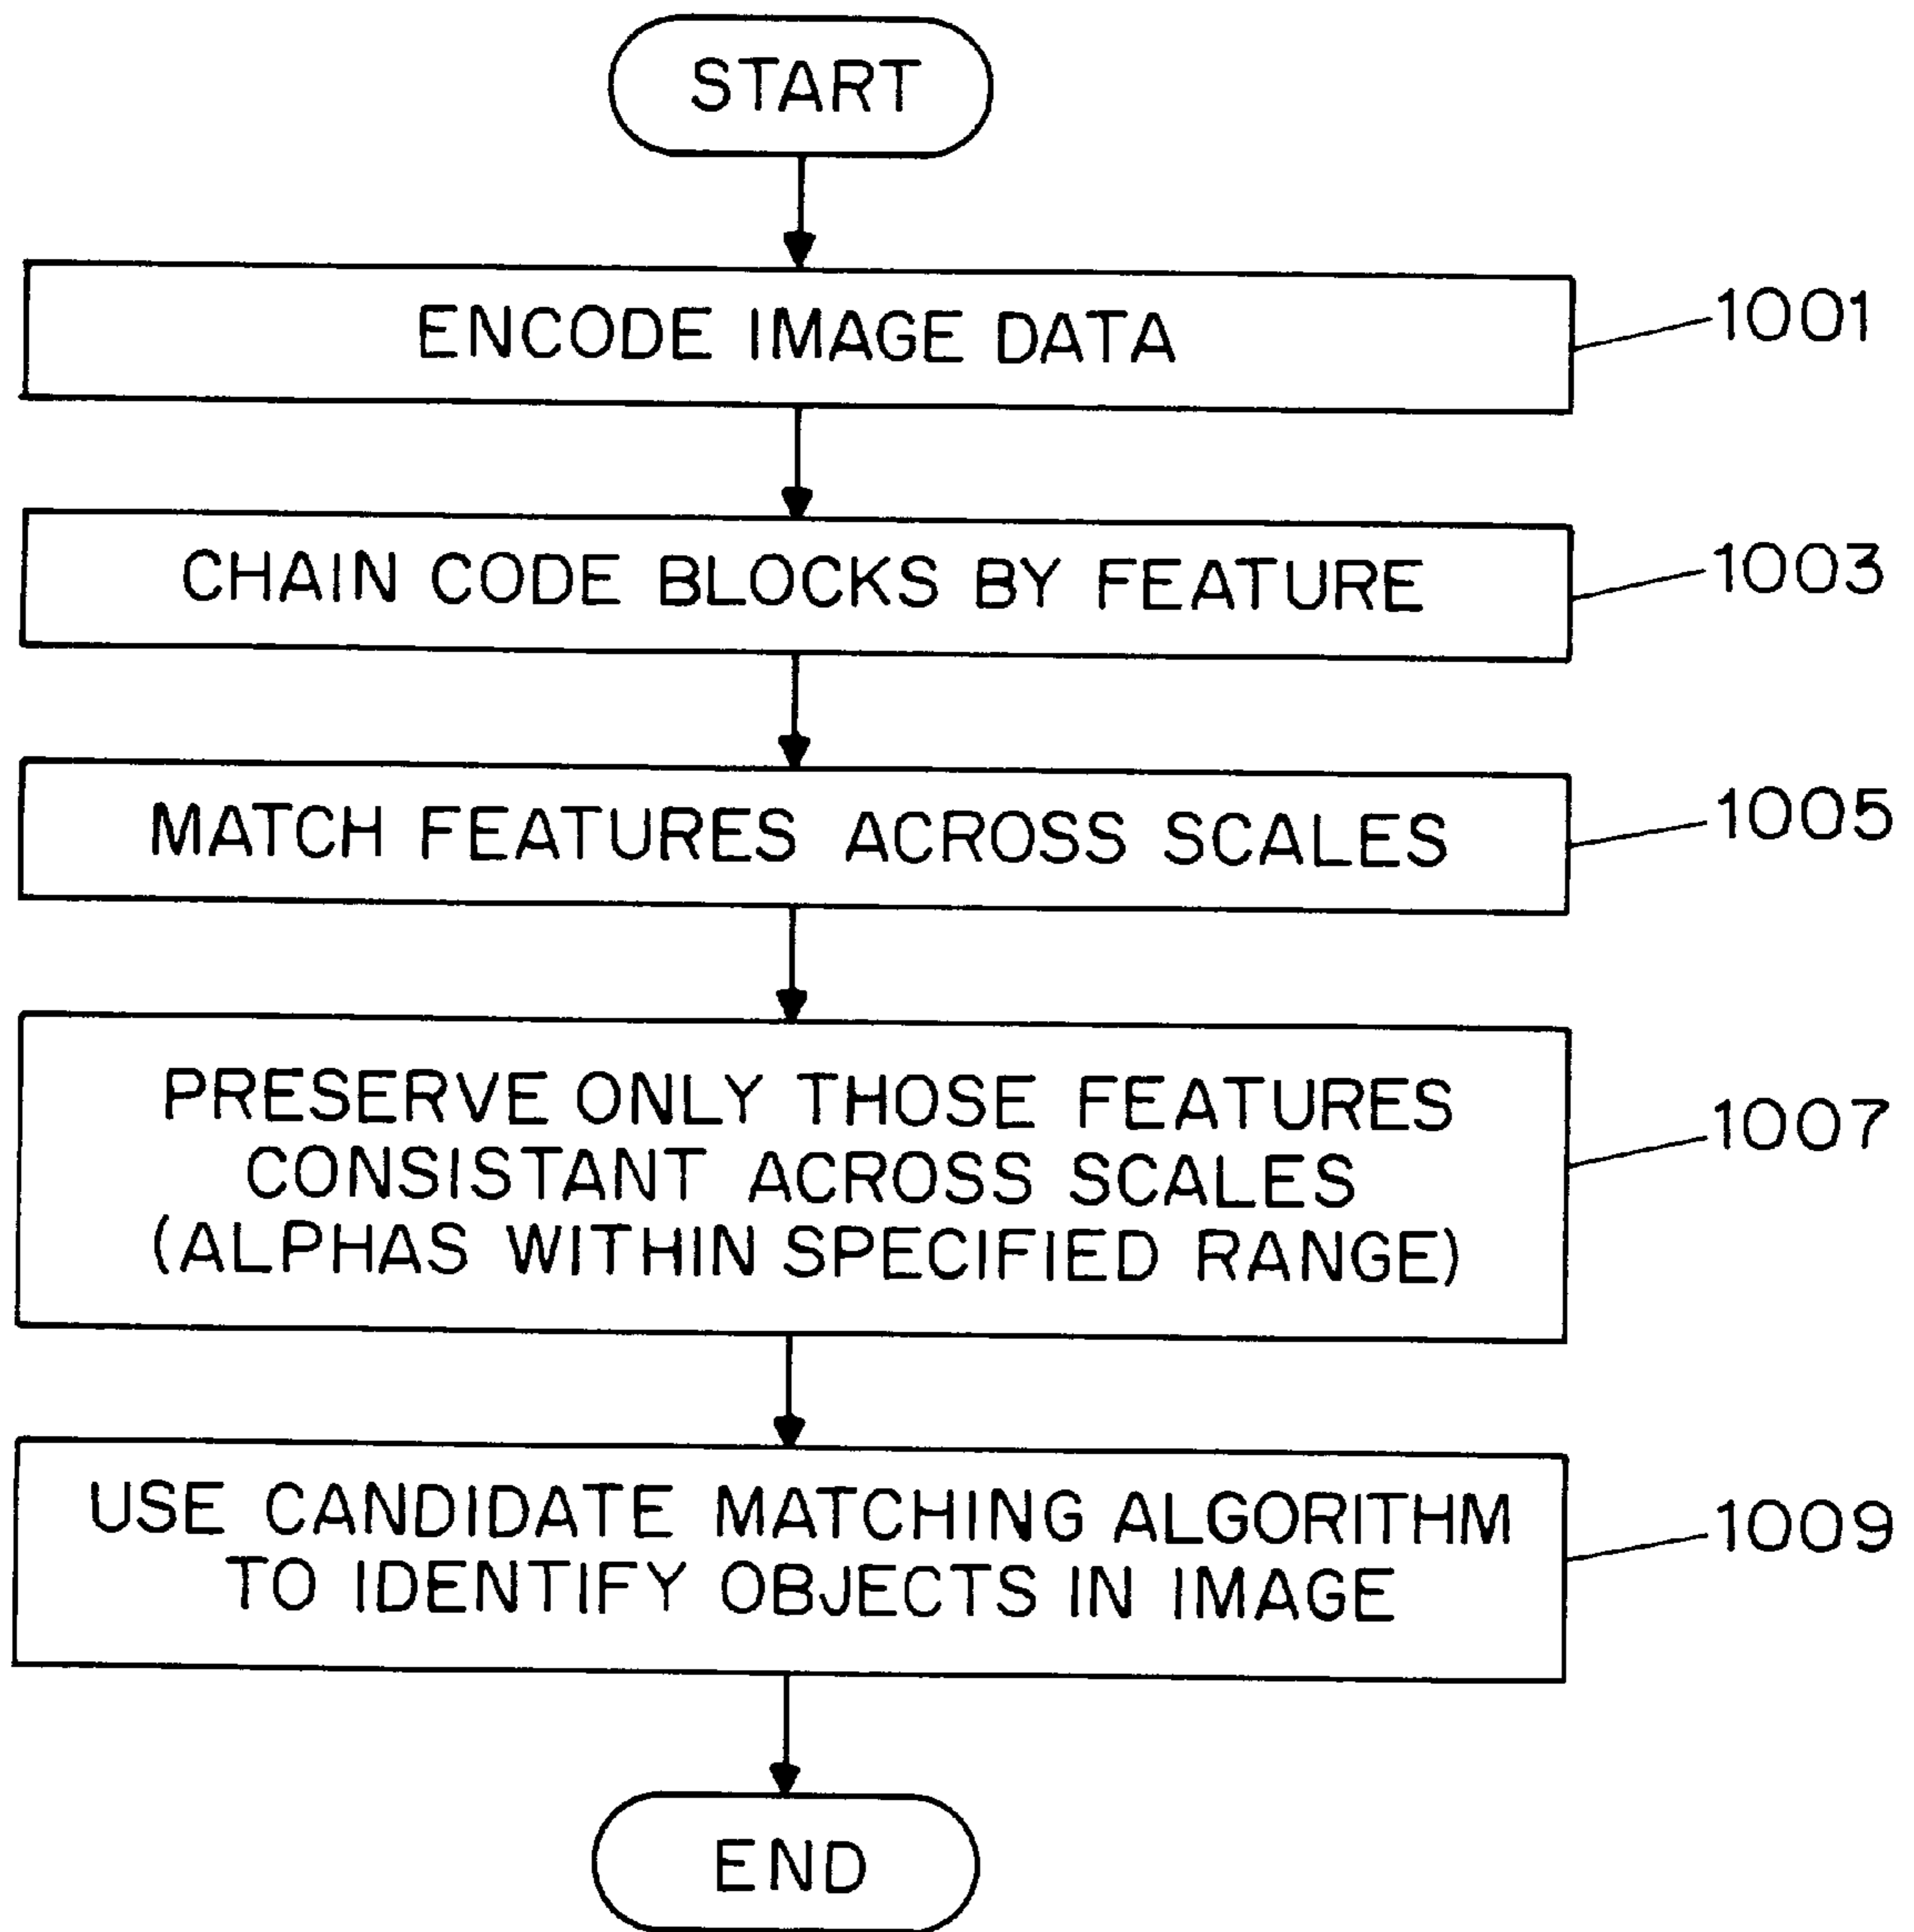 START
ENCODE IMAGE DATA
1001
CHAIN CODE BLOCKS BY FEATURE
1003
MATCH FEATURES ACROSS SCALES
1005
PRESERVE ONLY THOSE FEATURES
CONSISTANT ACROSS SCALES
(ALPHAS WITHIN SPECIFIED RANGE)
1007
USE CANDIDATE MATCHING ALGORITHM
TO IDENTIFY OBJECTS IN IMAGE
1009
END